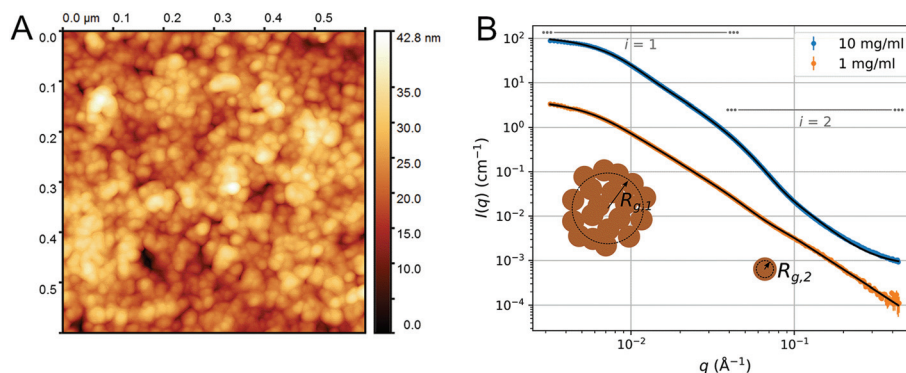 A
0.0 µm 0.1 0.2 0.3 0.4 0.5
0.0
0.1
0.2
0.3
0.4
0.5
42.8 nm
35.0
30.0
25.0
20.0
15.0
10.0
0.0
B
10²
10¹
10⁰
10⁻¹
10⁻²
10⁻³
10⁻⁴
I(q) (cm⁻¹)
i = 1
10 mg/ml
1 mg/ml
i = 2
R_g,1
R_g,2
10⁻² 10⁻¹
q (Å⁻¹)